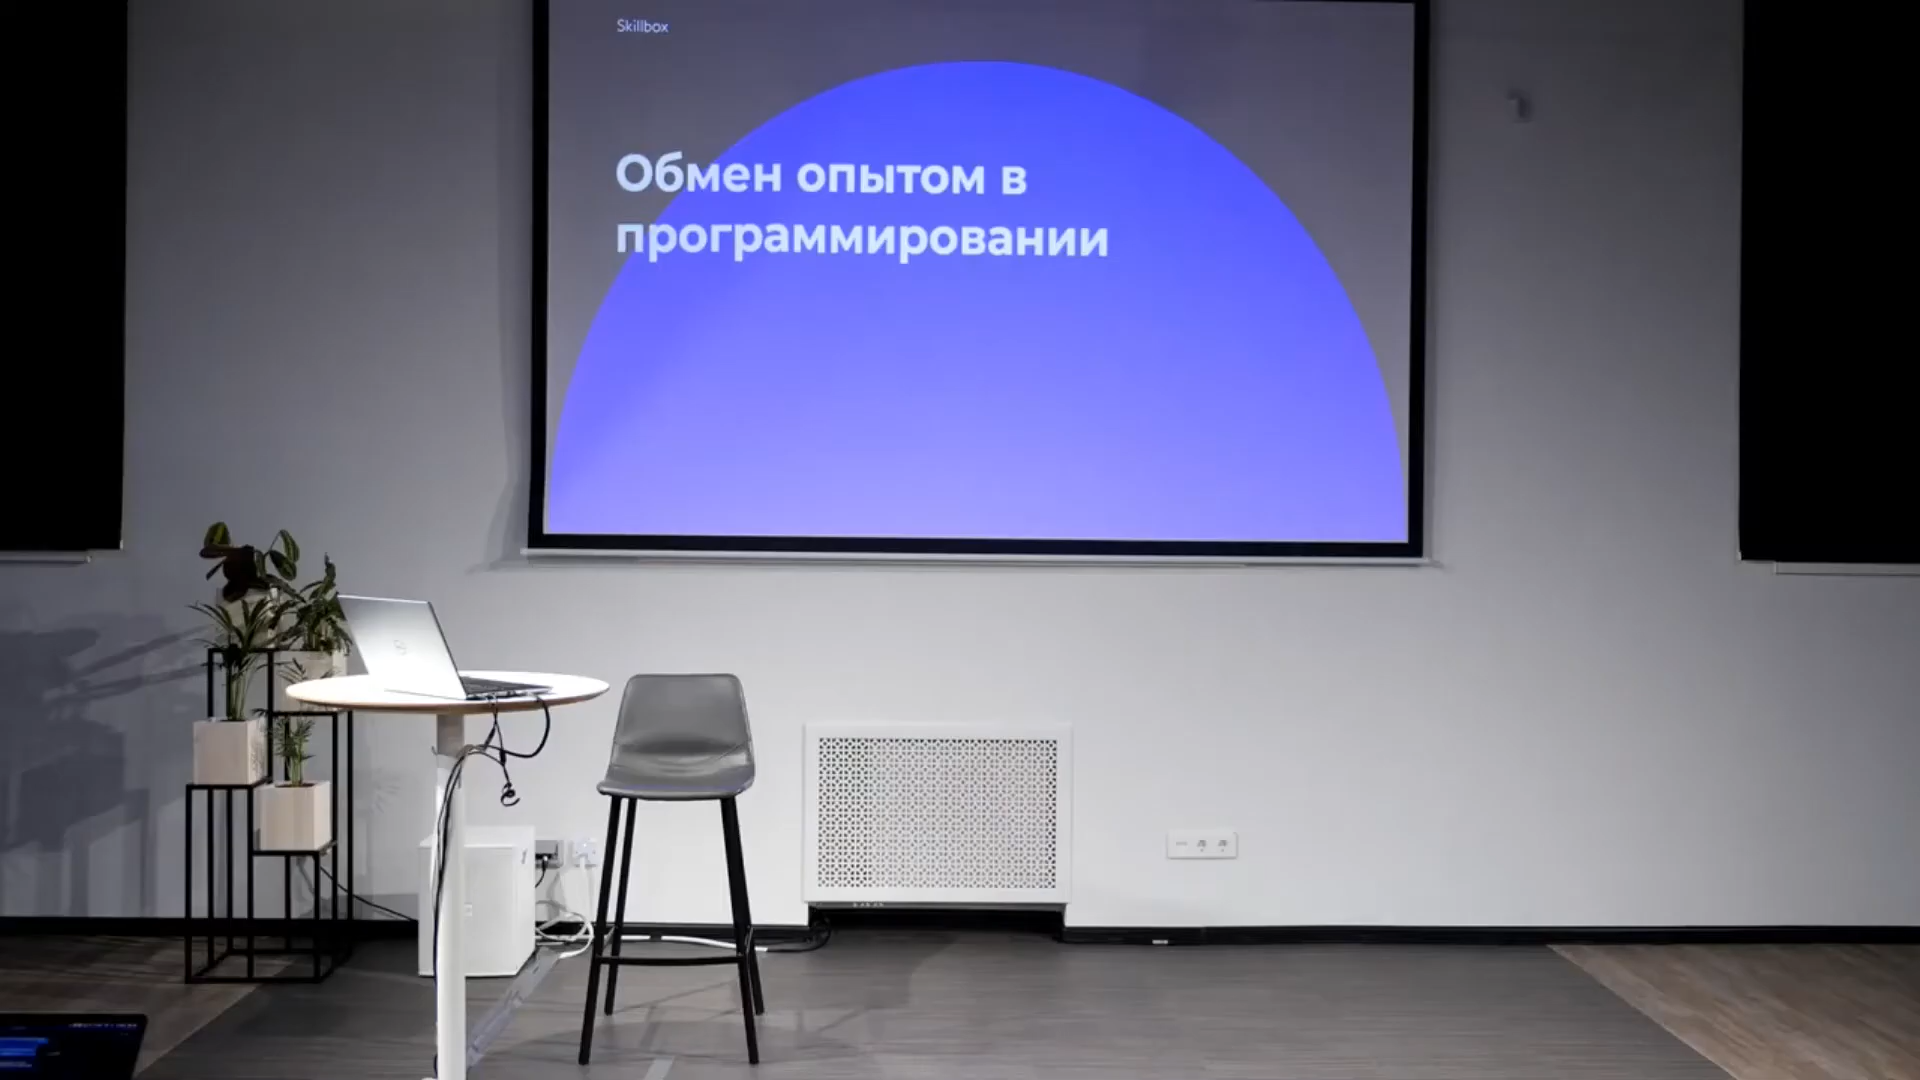 Skillbox
Обмен опытом в
программировании